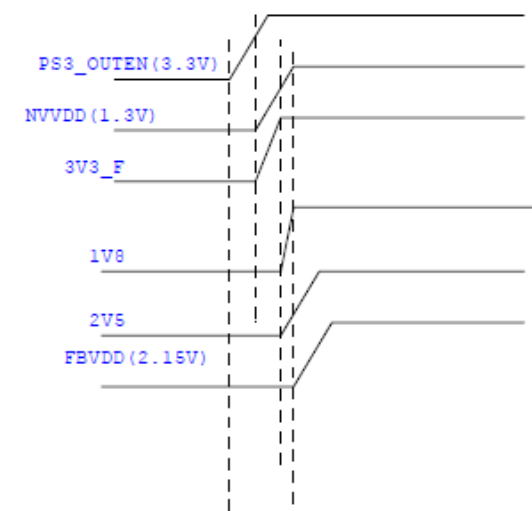 PS3_OUTEN(3.3V)
NVVDD(1.3V)
3V3_F
1V8
2V5
FBVDD(2.15V)